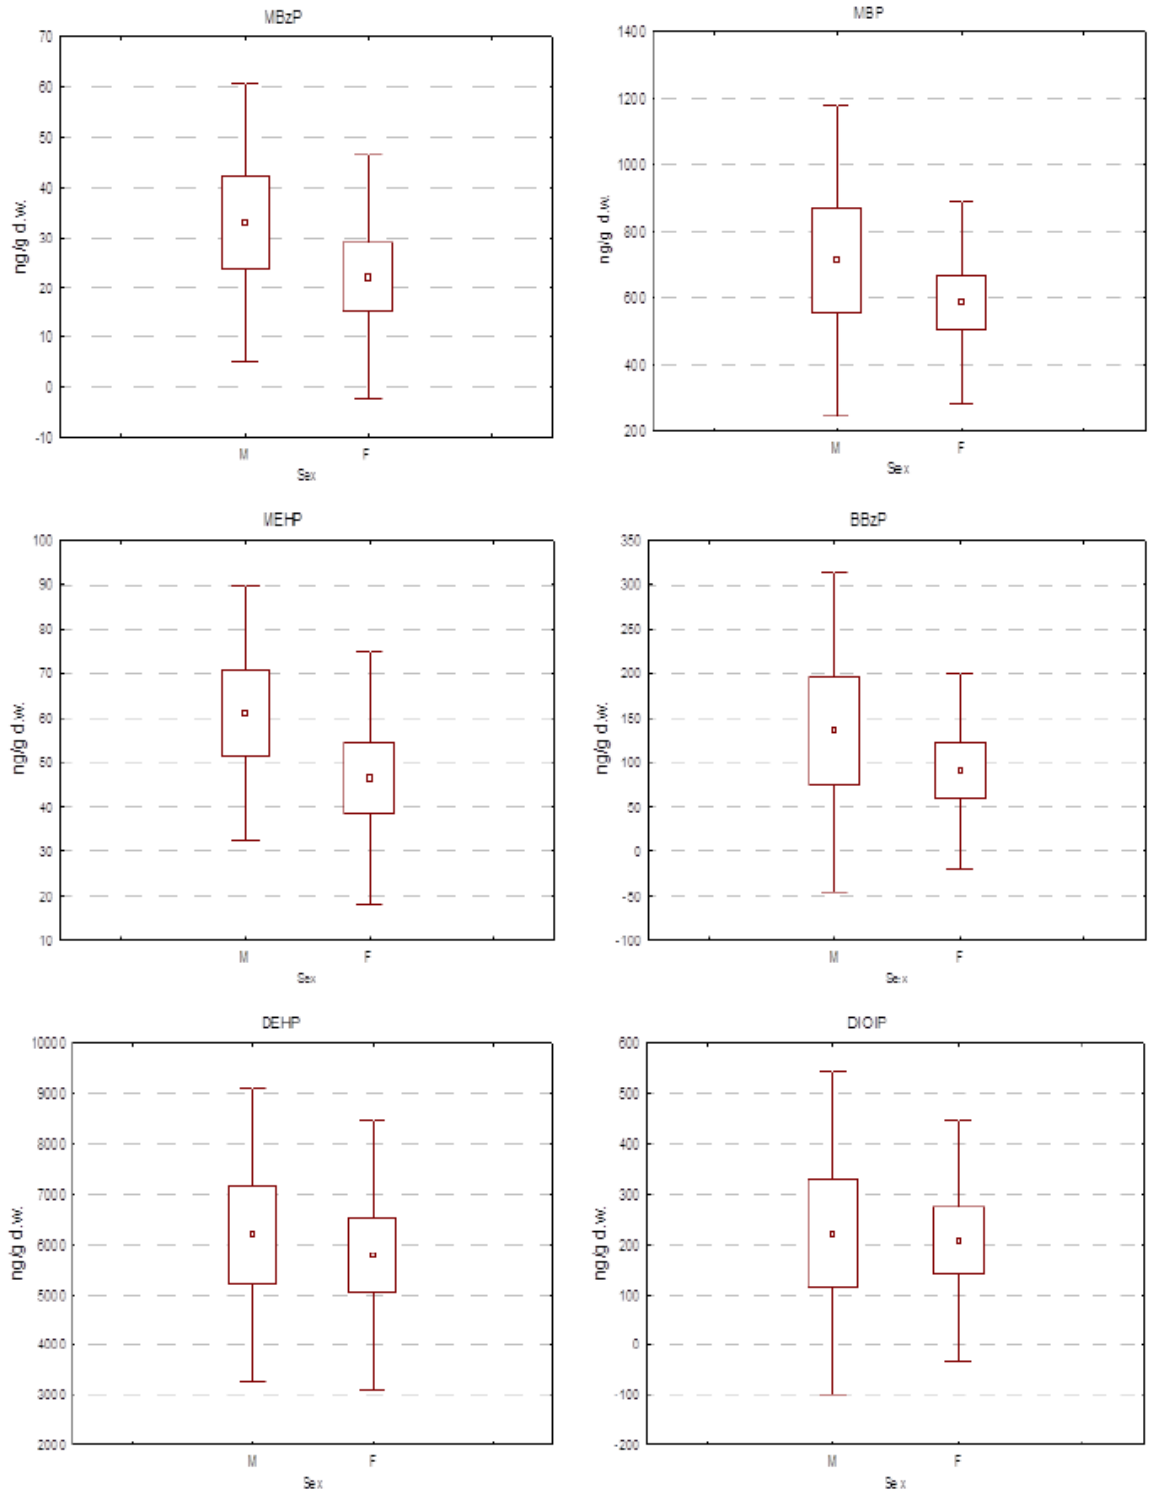 MBzP
70
60
50
40
30
20
10
0
-10
ng/g d.w.
M F
Sex
MBP
1400
1200
1000
800
600
400
200
ng/g d.w.
M F
Sex
MEHP
100
90
80
70
60
50
40
30
20
10
ng/g d.w.
M F
Sex
BBzP
350
300
250
200
150
100
50
0
-50
-100
ng/g d.w.
M F
Sex
DEHP
10000
9000
8000
7000
6000
5000
4000
3000
2000
ng/g d.w.
M F
Sex
DIOIP
600
500
400
300
200
100
0
-100
-200
ng/g d.w.
M F
Sex